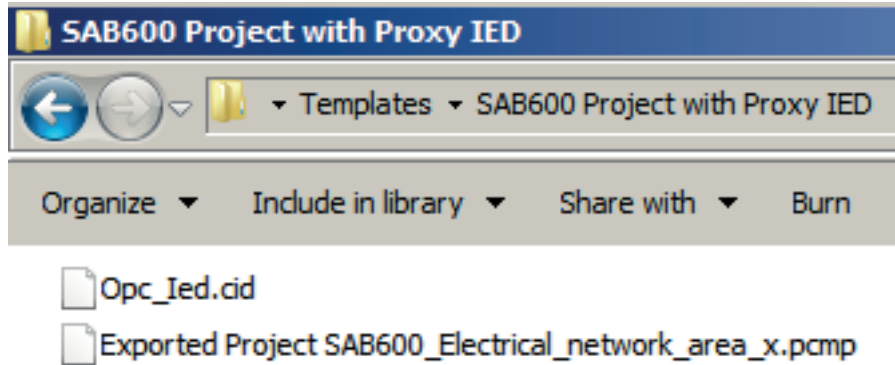 SAB600 Project with Proxy IED
Templates SAB600 Project with Proxy IED
Organize Include in library Share with Burn
Opc_Ied.cid
Exported Project SAB600_Electrical_network_area_x.pcmp